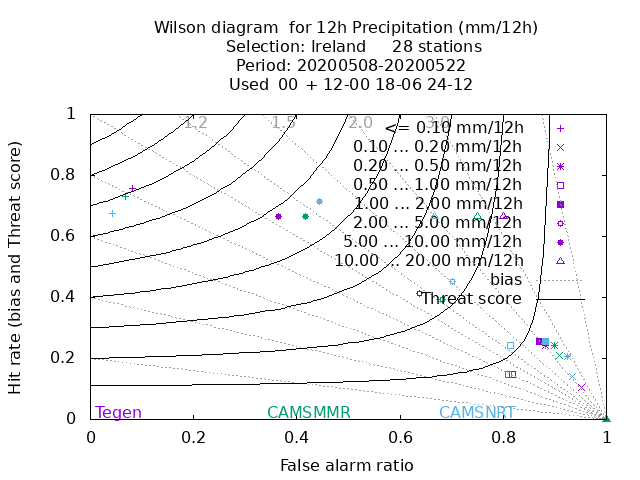 Wilson diagram  for 12h Precipitation (mm/12h)
Selection: Ireland     28 stations
Period: 20200508-20200522
Used  00 + 12-00 18-06 24-12
1.2 1.5 2.0 3.0
<= 0.10 mm/12h
0.10 ... 0.20 mm/12h
0.20 ... 0.50 mm/12h
0.50 ... 1.00 mm/12h
1.00 ... 2.00 mm/12h
2.00 ... 5.00 mm/12h
5.00 ... 10.00 mm/12h
10.00 ... 20.00 mm/12h
bias
Threat score
Hit rate (bias and Threat score)
1
0.8
0.6
0.4
0.2
0
Tegen CAMSMMR CAMSNRT
0 0.2 0.4 0.6 0.8 1
False alarm ratio